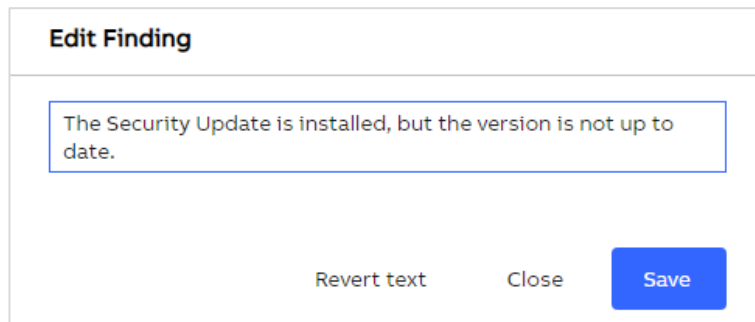 Edit Finding
The Security Update is installed, but the version is not up to
date.
Revert text Close Save